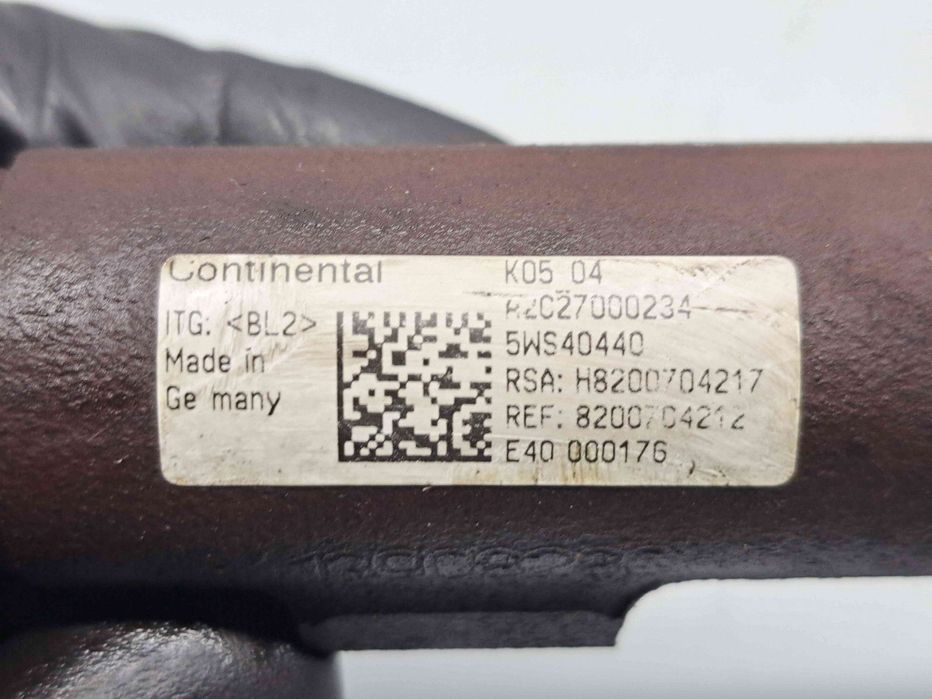 Continental
ITG: <BL2>
Made in
Ge many
K05 04
A2C27000234
5WS40440
RSA: H8200704217
REF: 8200704212
E40 000176